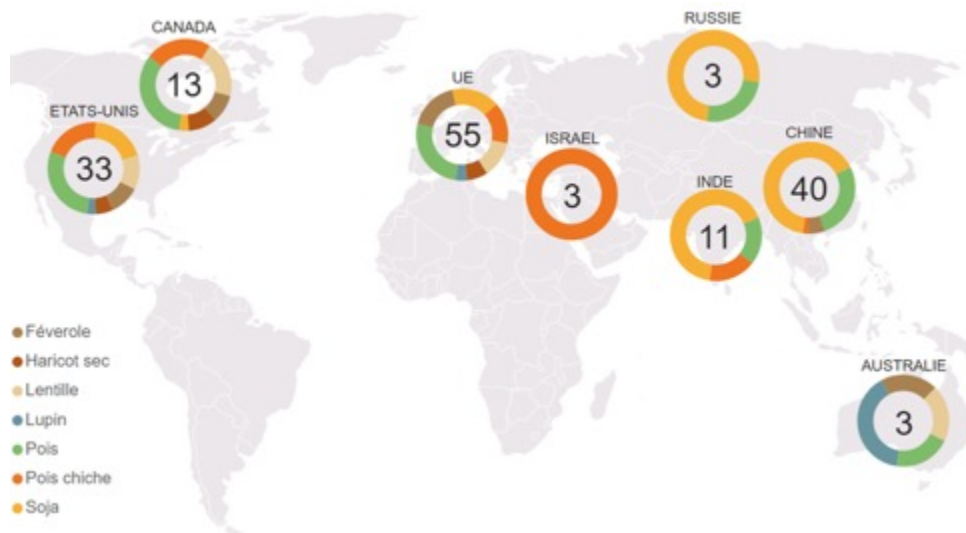 CANADA
13
ETATS-UNIS
33
UE
55
ISRAEL
3
RUSSIE
3
CHINE
40
INDE
11
AUSTRALIE
3
Féverole
Haricot sec
Lentille
Lupin
Pois
Pois chiche
Soja